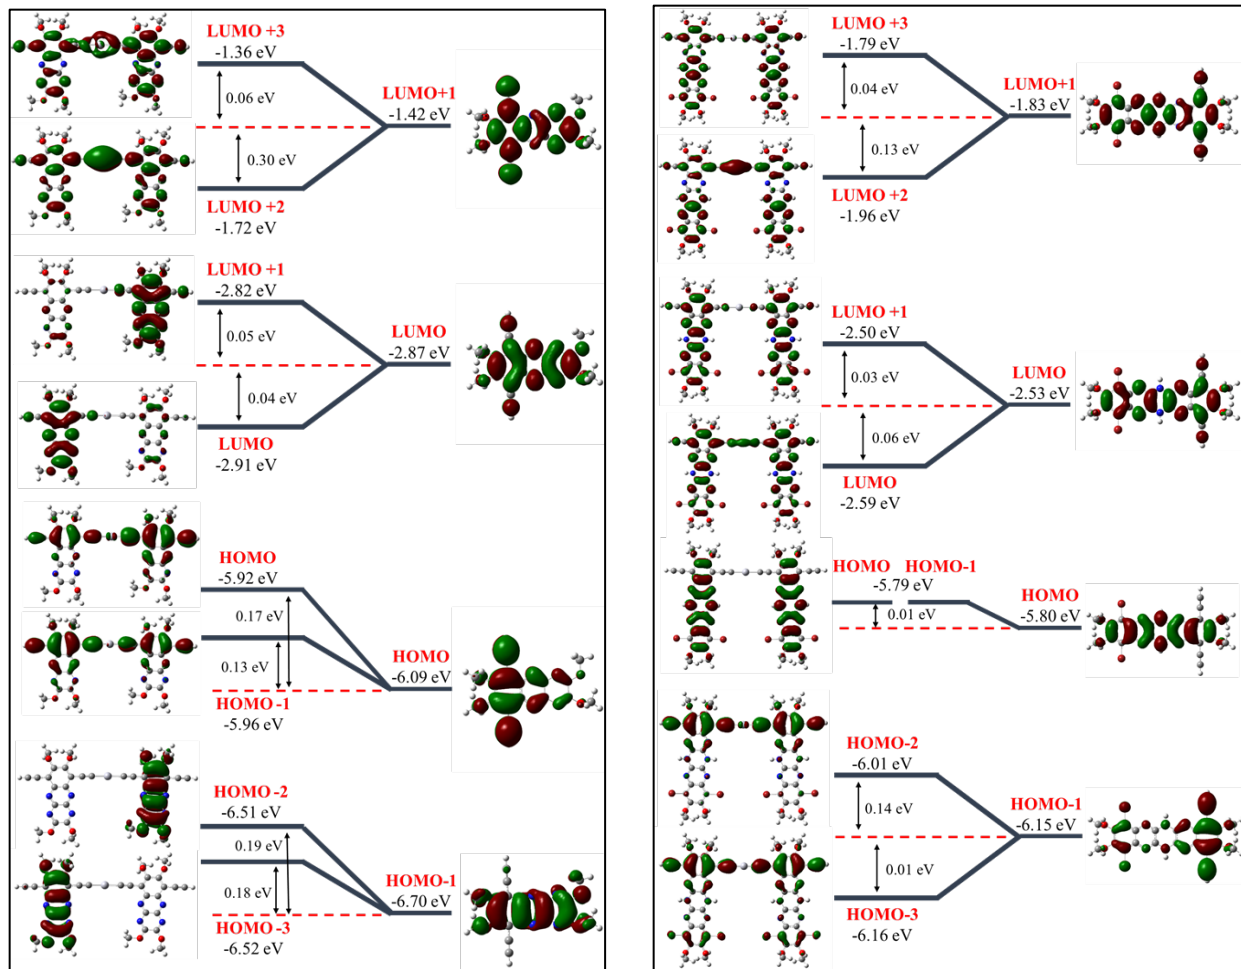 LUMO +3
-1.36 eV
0.06 eV
LUMO+1
-1.42 eV
0.30 eV
LUMO +2
-1.72 eV
LUMO +1
-2.82 eV
0.05 eV
LUMO
-2.87 eV
0.04 eV
LUMO
-2.91 eV
HOMO
-5.92 eV
0.17 eV
0.13 eV
HOMO
-6.09 eV
HOMO -1
-5.96 eV
HOMO -2
-6.51 eV
0.19 eV
0.18 eV
HOMO-1
-6.70 eV
HOMO -3
-6.52 eV
LUMO +3
-1.79 eV
0.04 eV
LUMO+1
-1.83 eV
0.13 eV
LUMO +2
-1.96 eV
LUMO +1
-2.50 eV
0.03 eV
LUMO
-2.53 eV
0.06 eV
LUMO
-2.59 eV
HOMO HOMO-1
-5.79 eV
0.01 eV
HOMO
-5.80 eV
HOMO-2
-6.01 eV
0.14 eV
HOMO-1
-6.15 eV
0.01 eV
HOMO-3
-6.16 eV